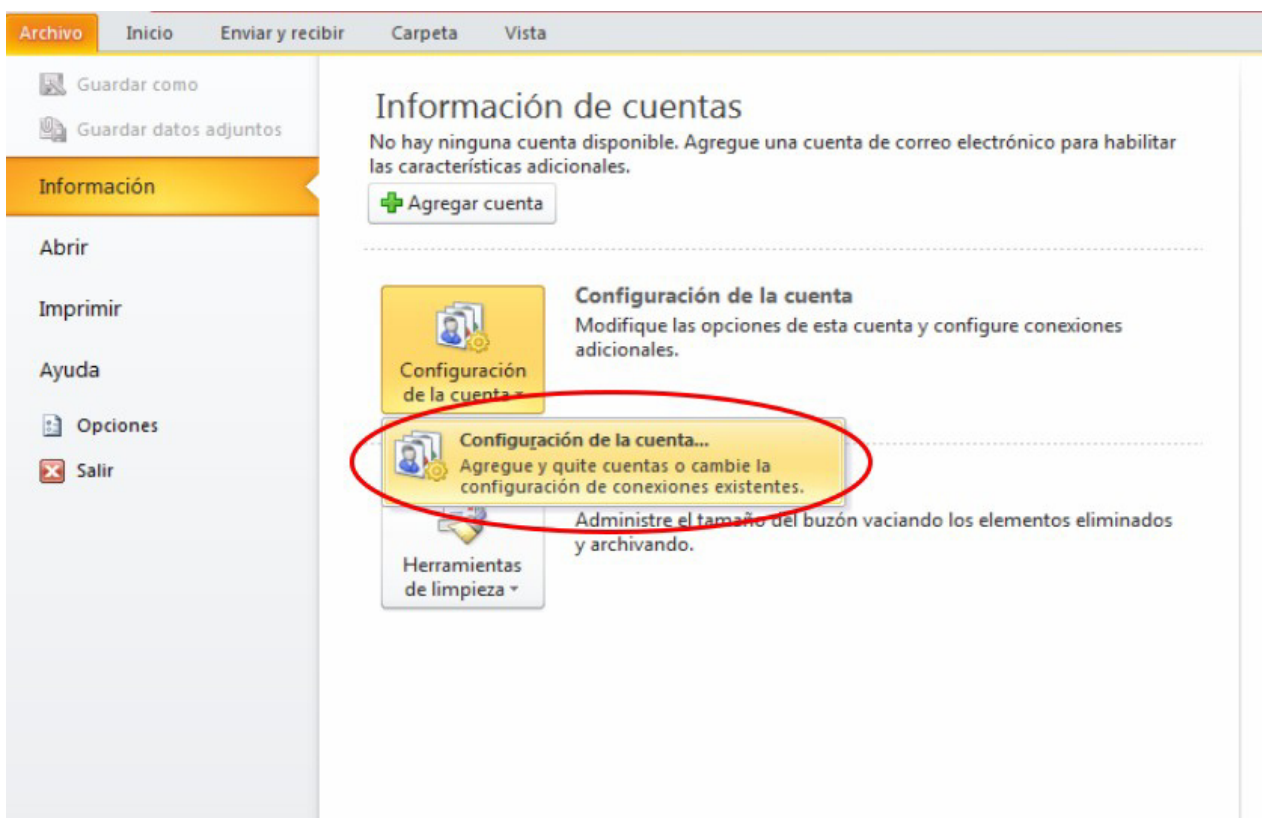 Archivo Inicio Enviar y recibir Carpeta Vista
Guardar como
Guardar datos adjuntos
Información
Abrir
Imprimir
Ayuda
Opciones
Salir
Información de cuentas
No hay ninguna cuenta disponible. Agregue una cuenta de correo electrónico para habilitar
las características adicionales.
Agregar cuenta
Configuración
de la cuenta
Configuración de la cuenta
Modifique las opciones de esta cuenta y configure conexiones
adicionales.
Configuración de la cuenta...
Agregue y quite cuentas o cambie la
configuración de conexiones existentes.
Administre el tamaño del buzón vaciando los elementos eliminados
y archivando.
Herramientas
de limpieza